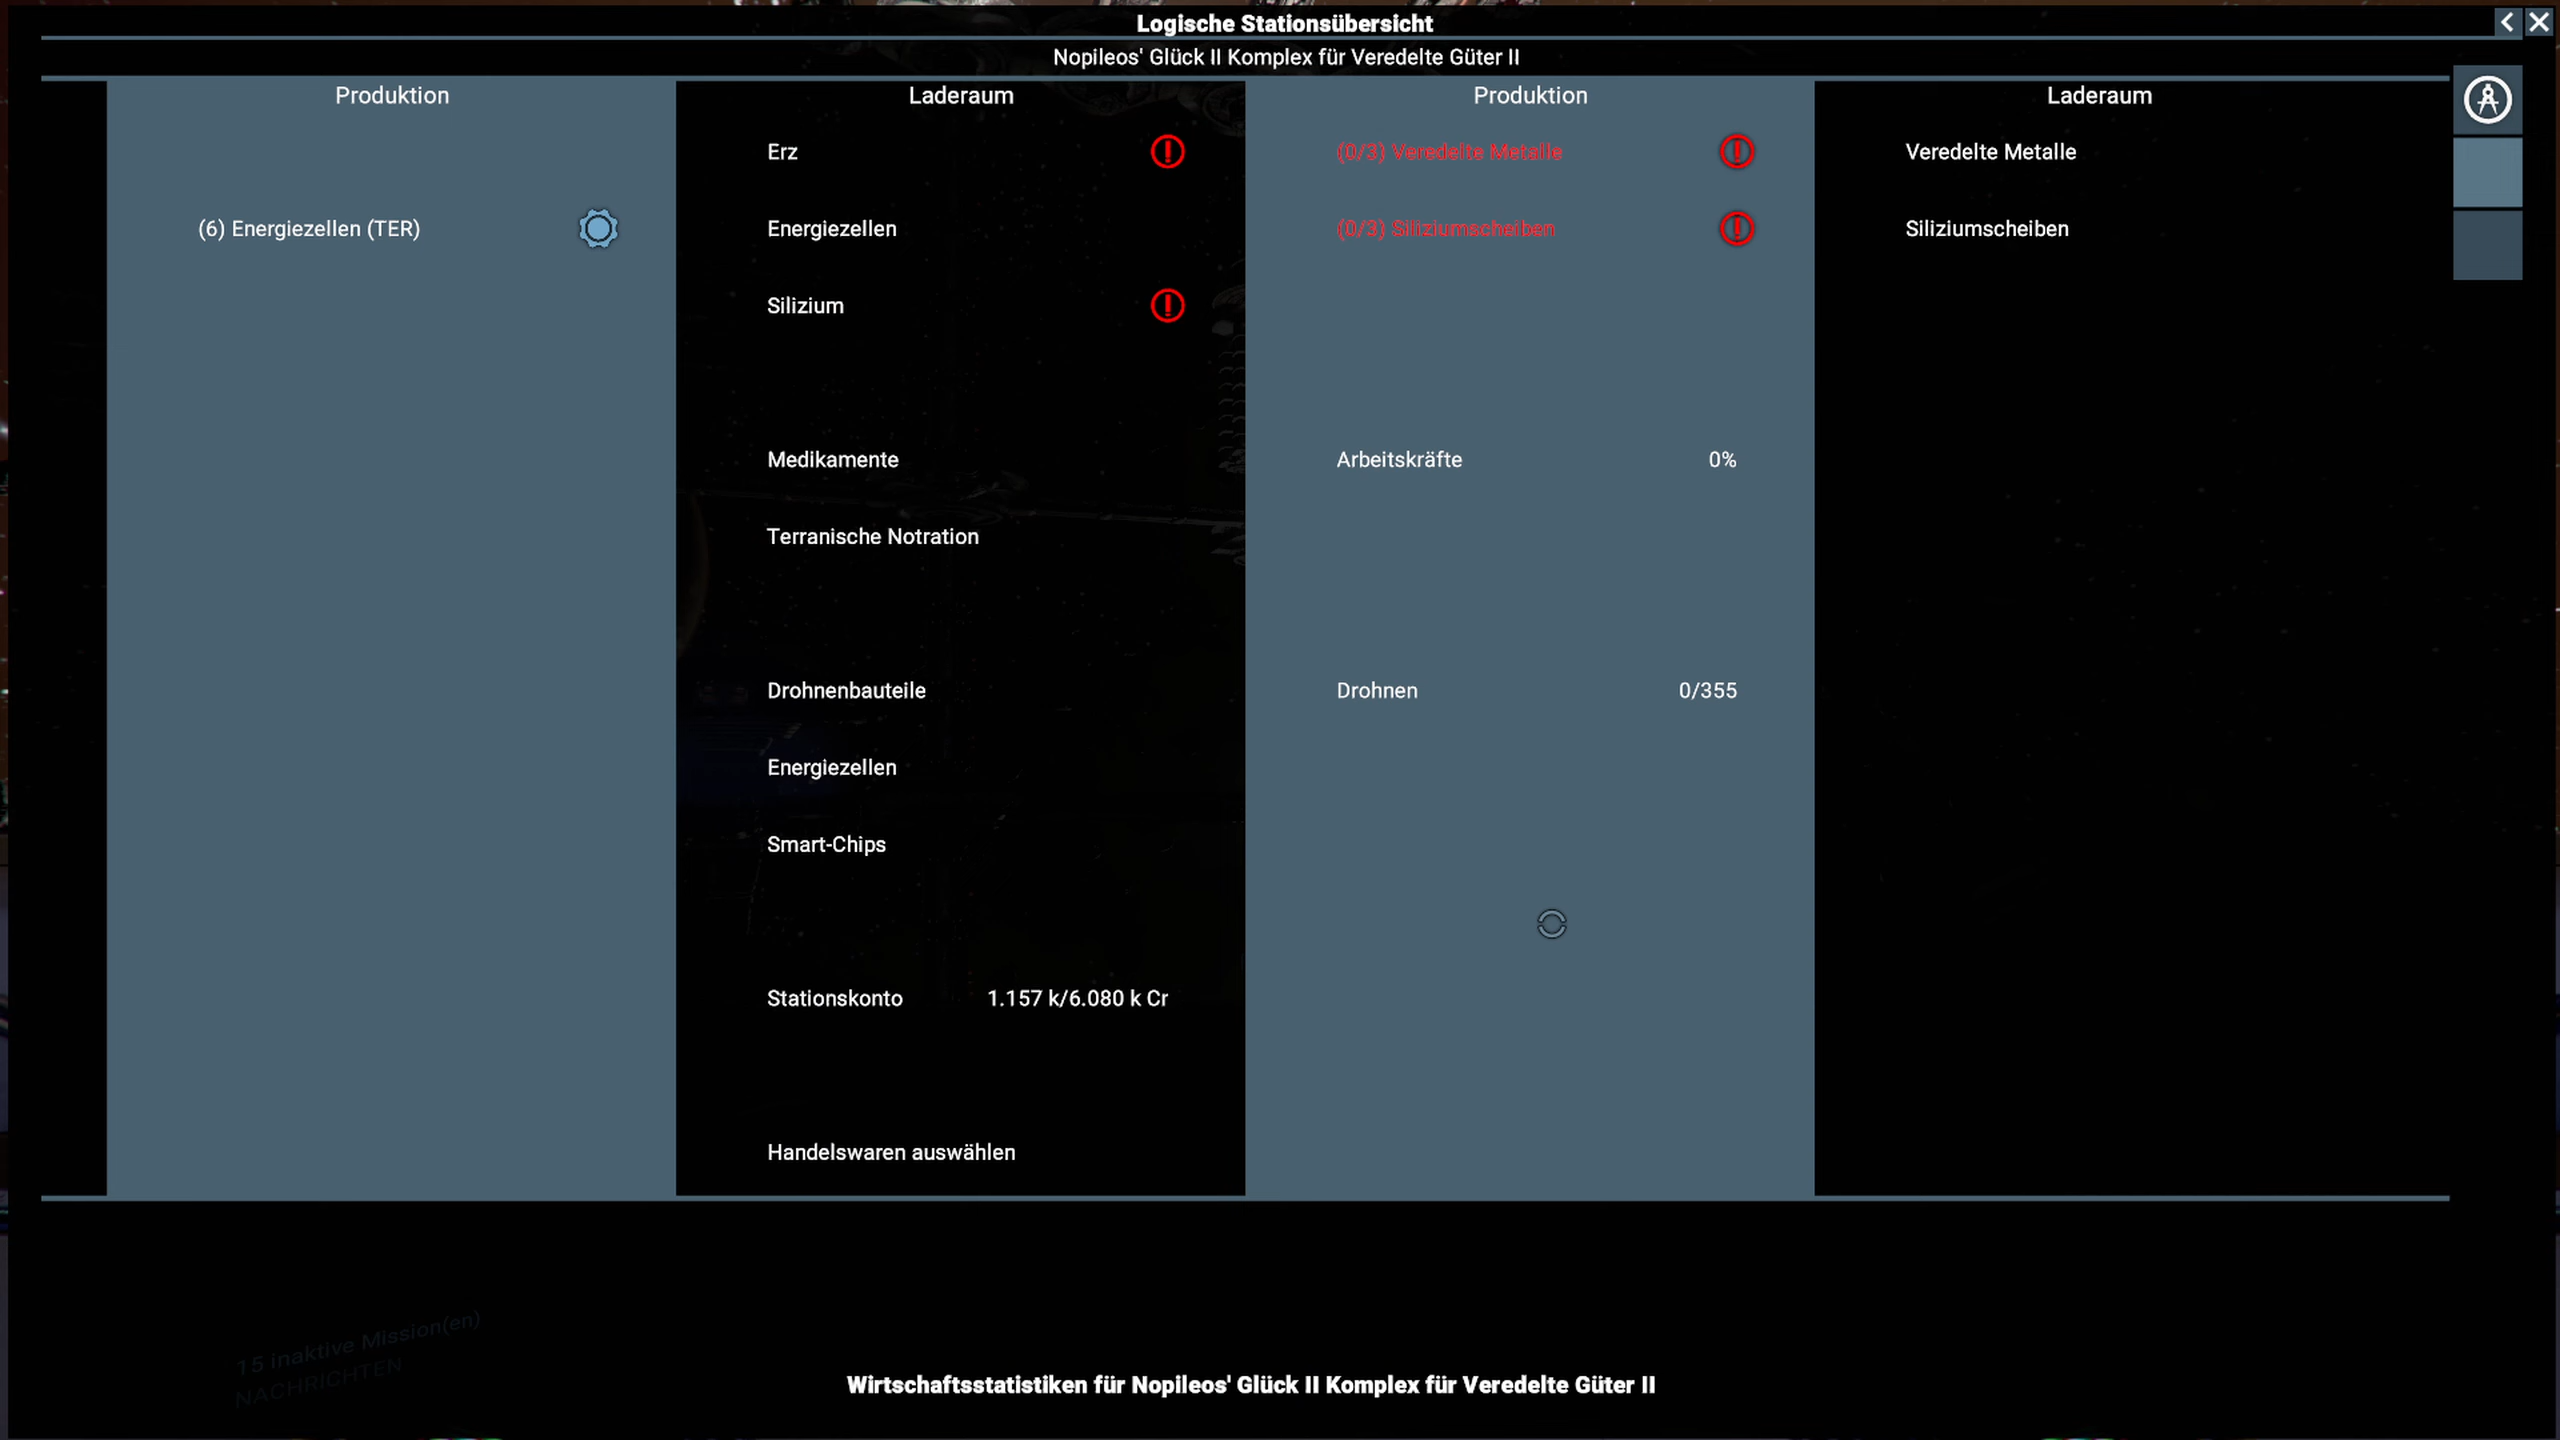 Logische Stationsübersicht
Nopileos' Glück II Komplex für Veredelte Güter II
Produktion
Laderaum
Produktion
Laderaum
Erz
(0/3) Veredelte Metalle
Veredelte Metalle
(6) Energiezellen (TER)
Energiezellen
(0/3) Siliziumscheiben
Siliziumscheiben
Silizium
Medikamente
Arbeitskräfte 0%
Terranische Notration
Drohnenbauteile
Drohnen 0/355
Energiezellen
Smart-Chips
Stationskonto 1.157 k/6.080 k Cr
Handelswaren auswählen
15 inaktive Mission(en)
NACHRICHTEN
Wirtschaftsstatistiken für Nopileos' Glück II Komplex für Veredelte Güter II